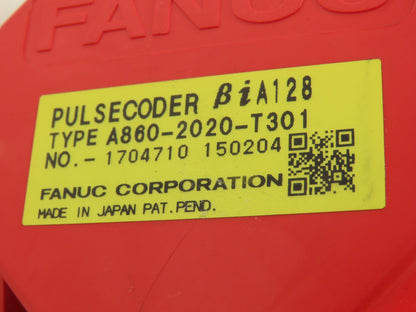 FANUC
PULSECODER βiA128
TYPE A860-2020-T301
NO.- 1704710 150204
FANUC CORPORATION
MADE IN JAPAN PAT.PEND.